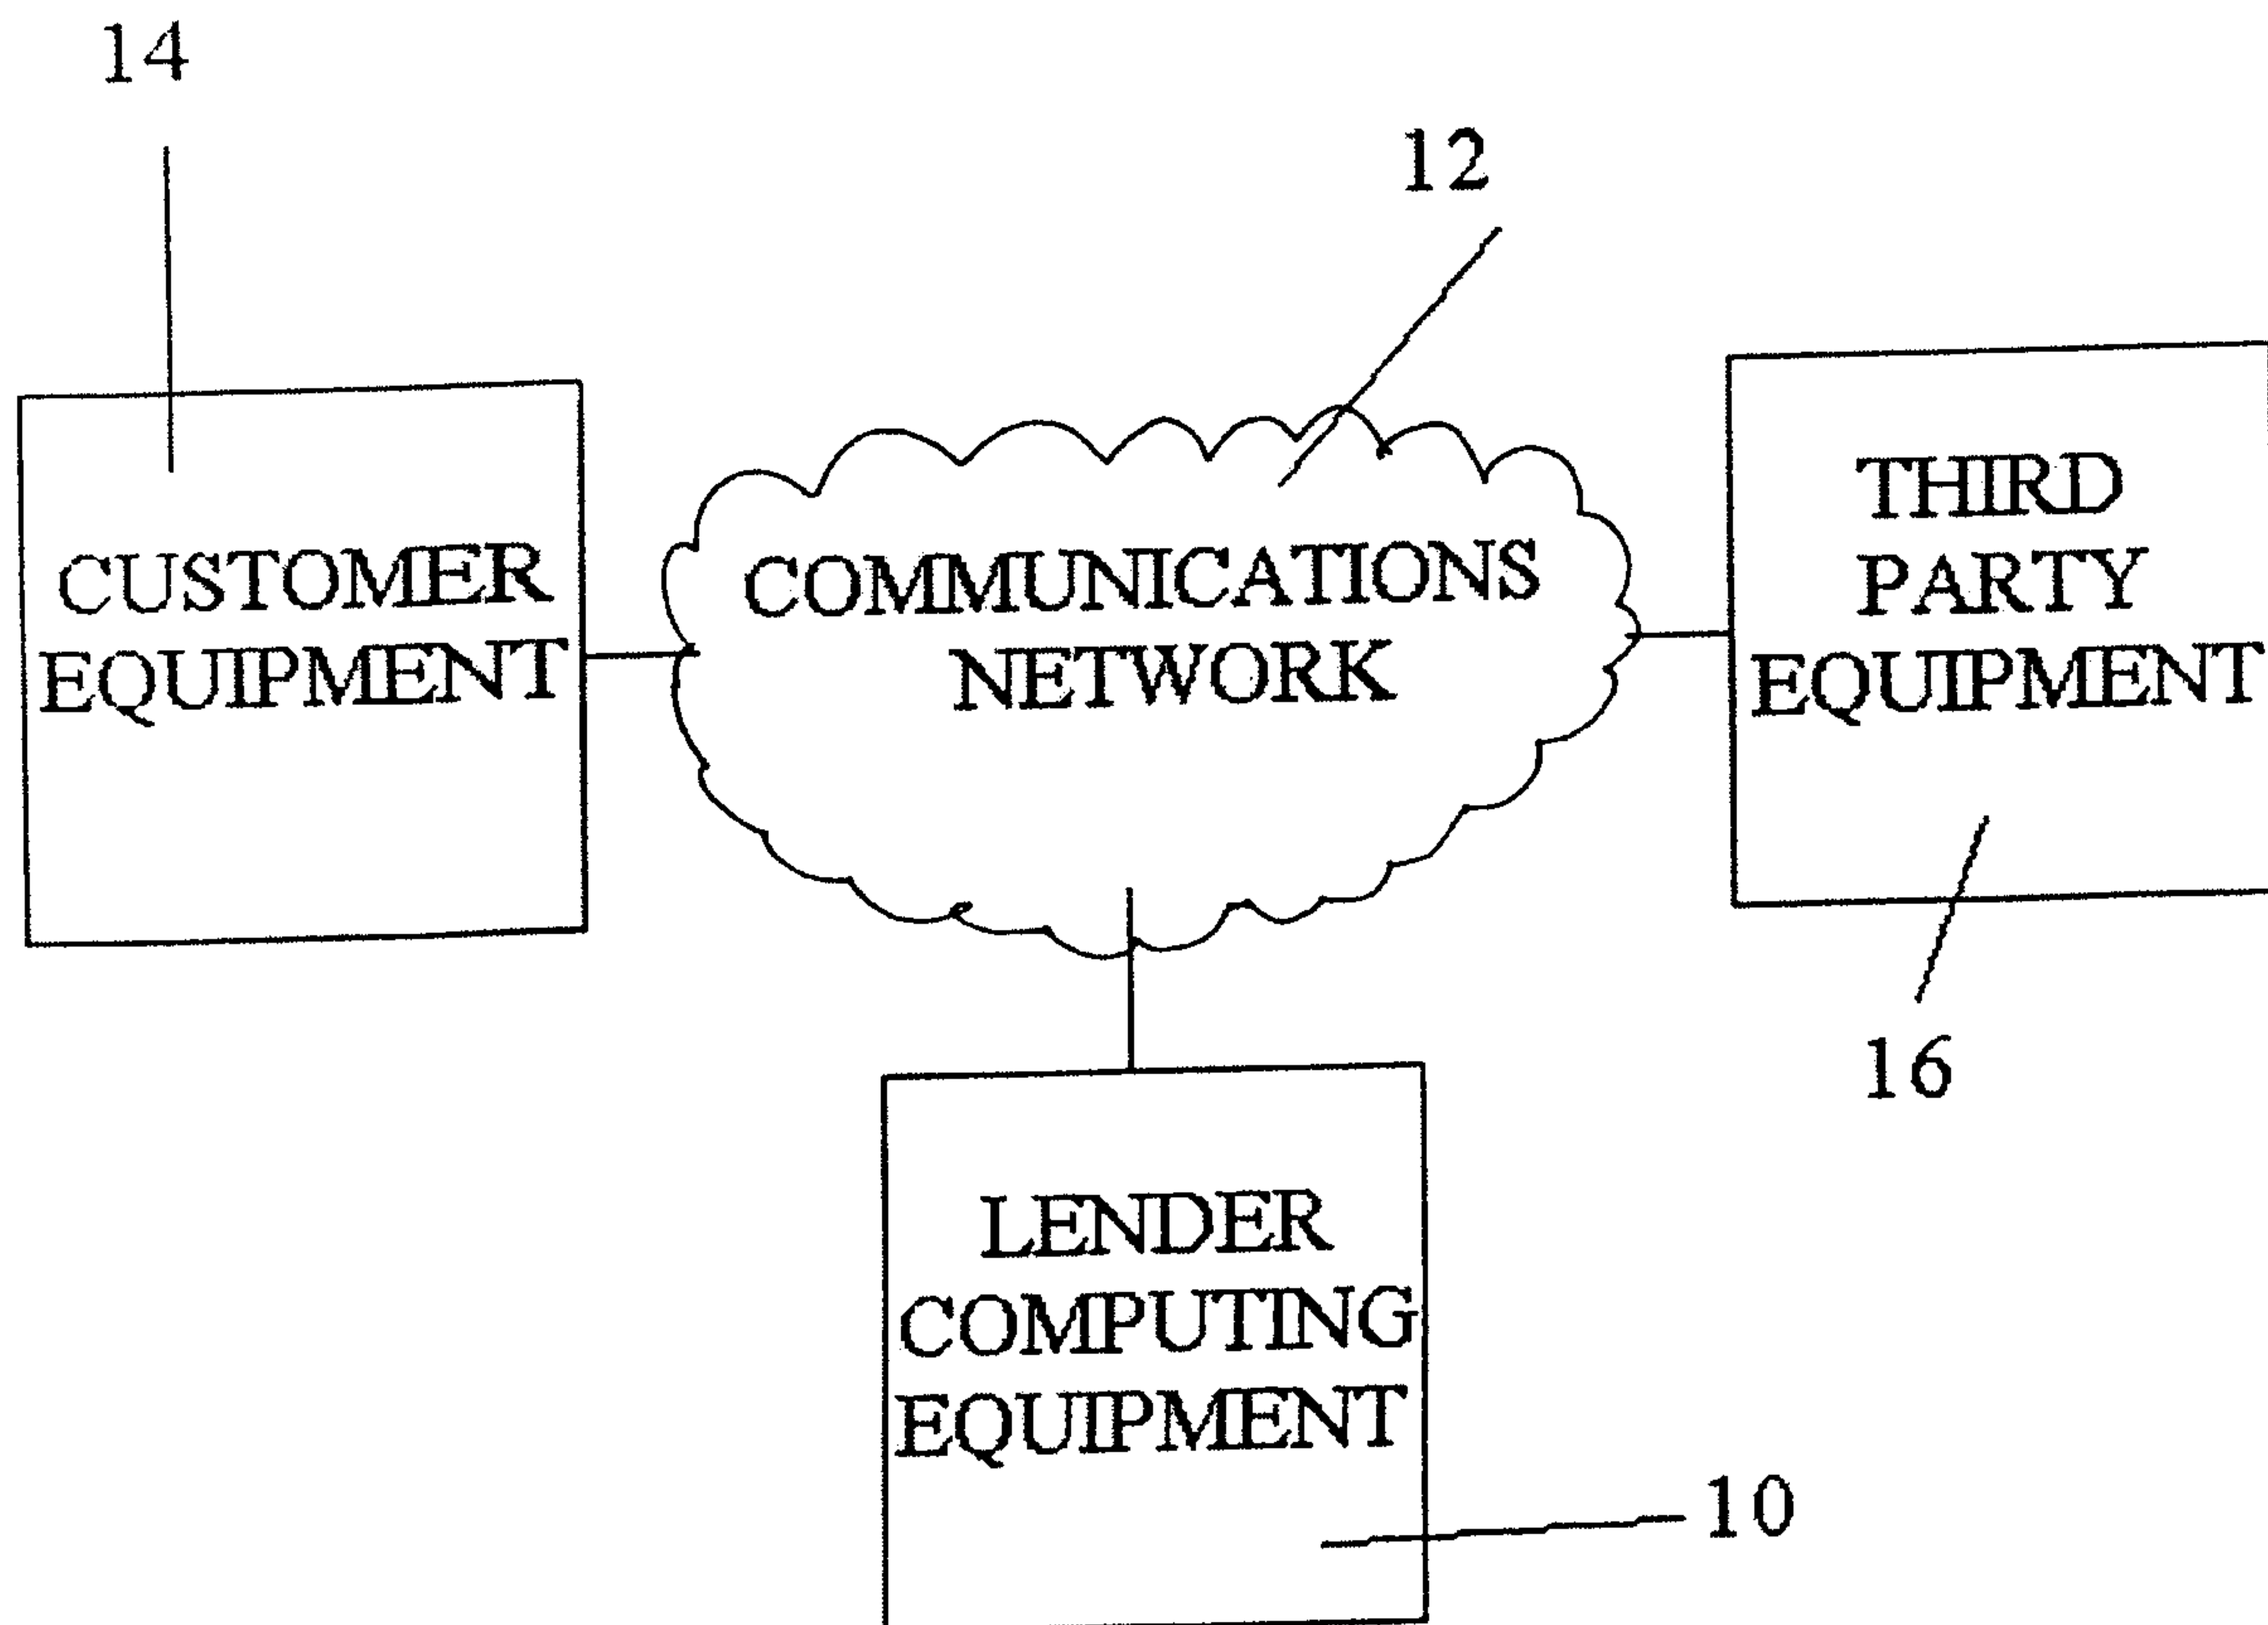 14
12
CUSTOMER
EQUIPMENT
COMMUNICATIONS
NETWORK
THIRD
PARTY
EQUIPMENT
16
LENDER
COMPUTING
EQUIPMENT
10